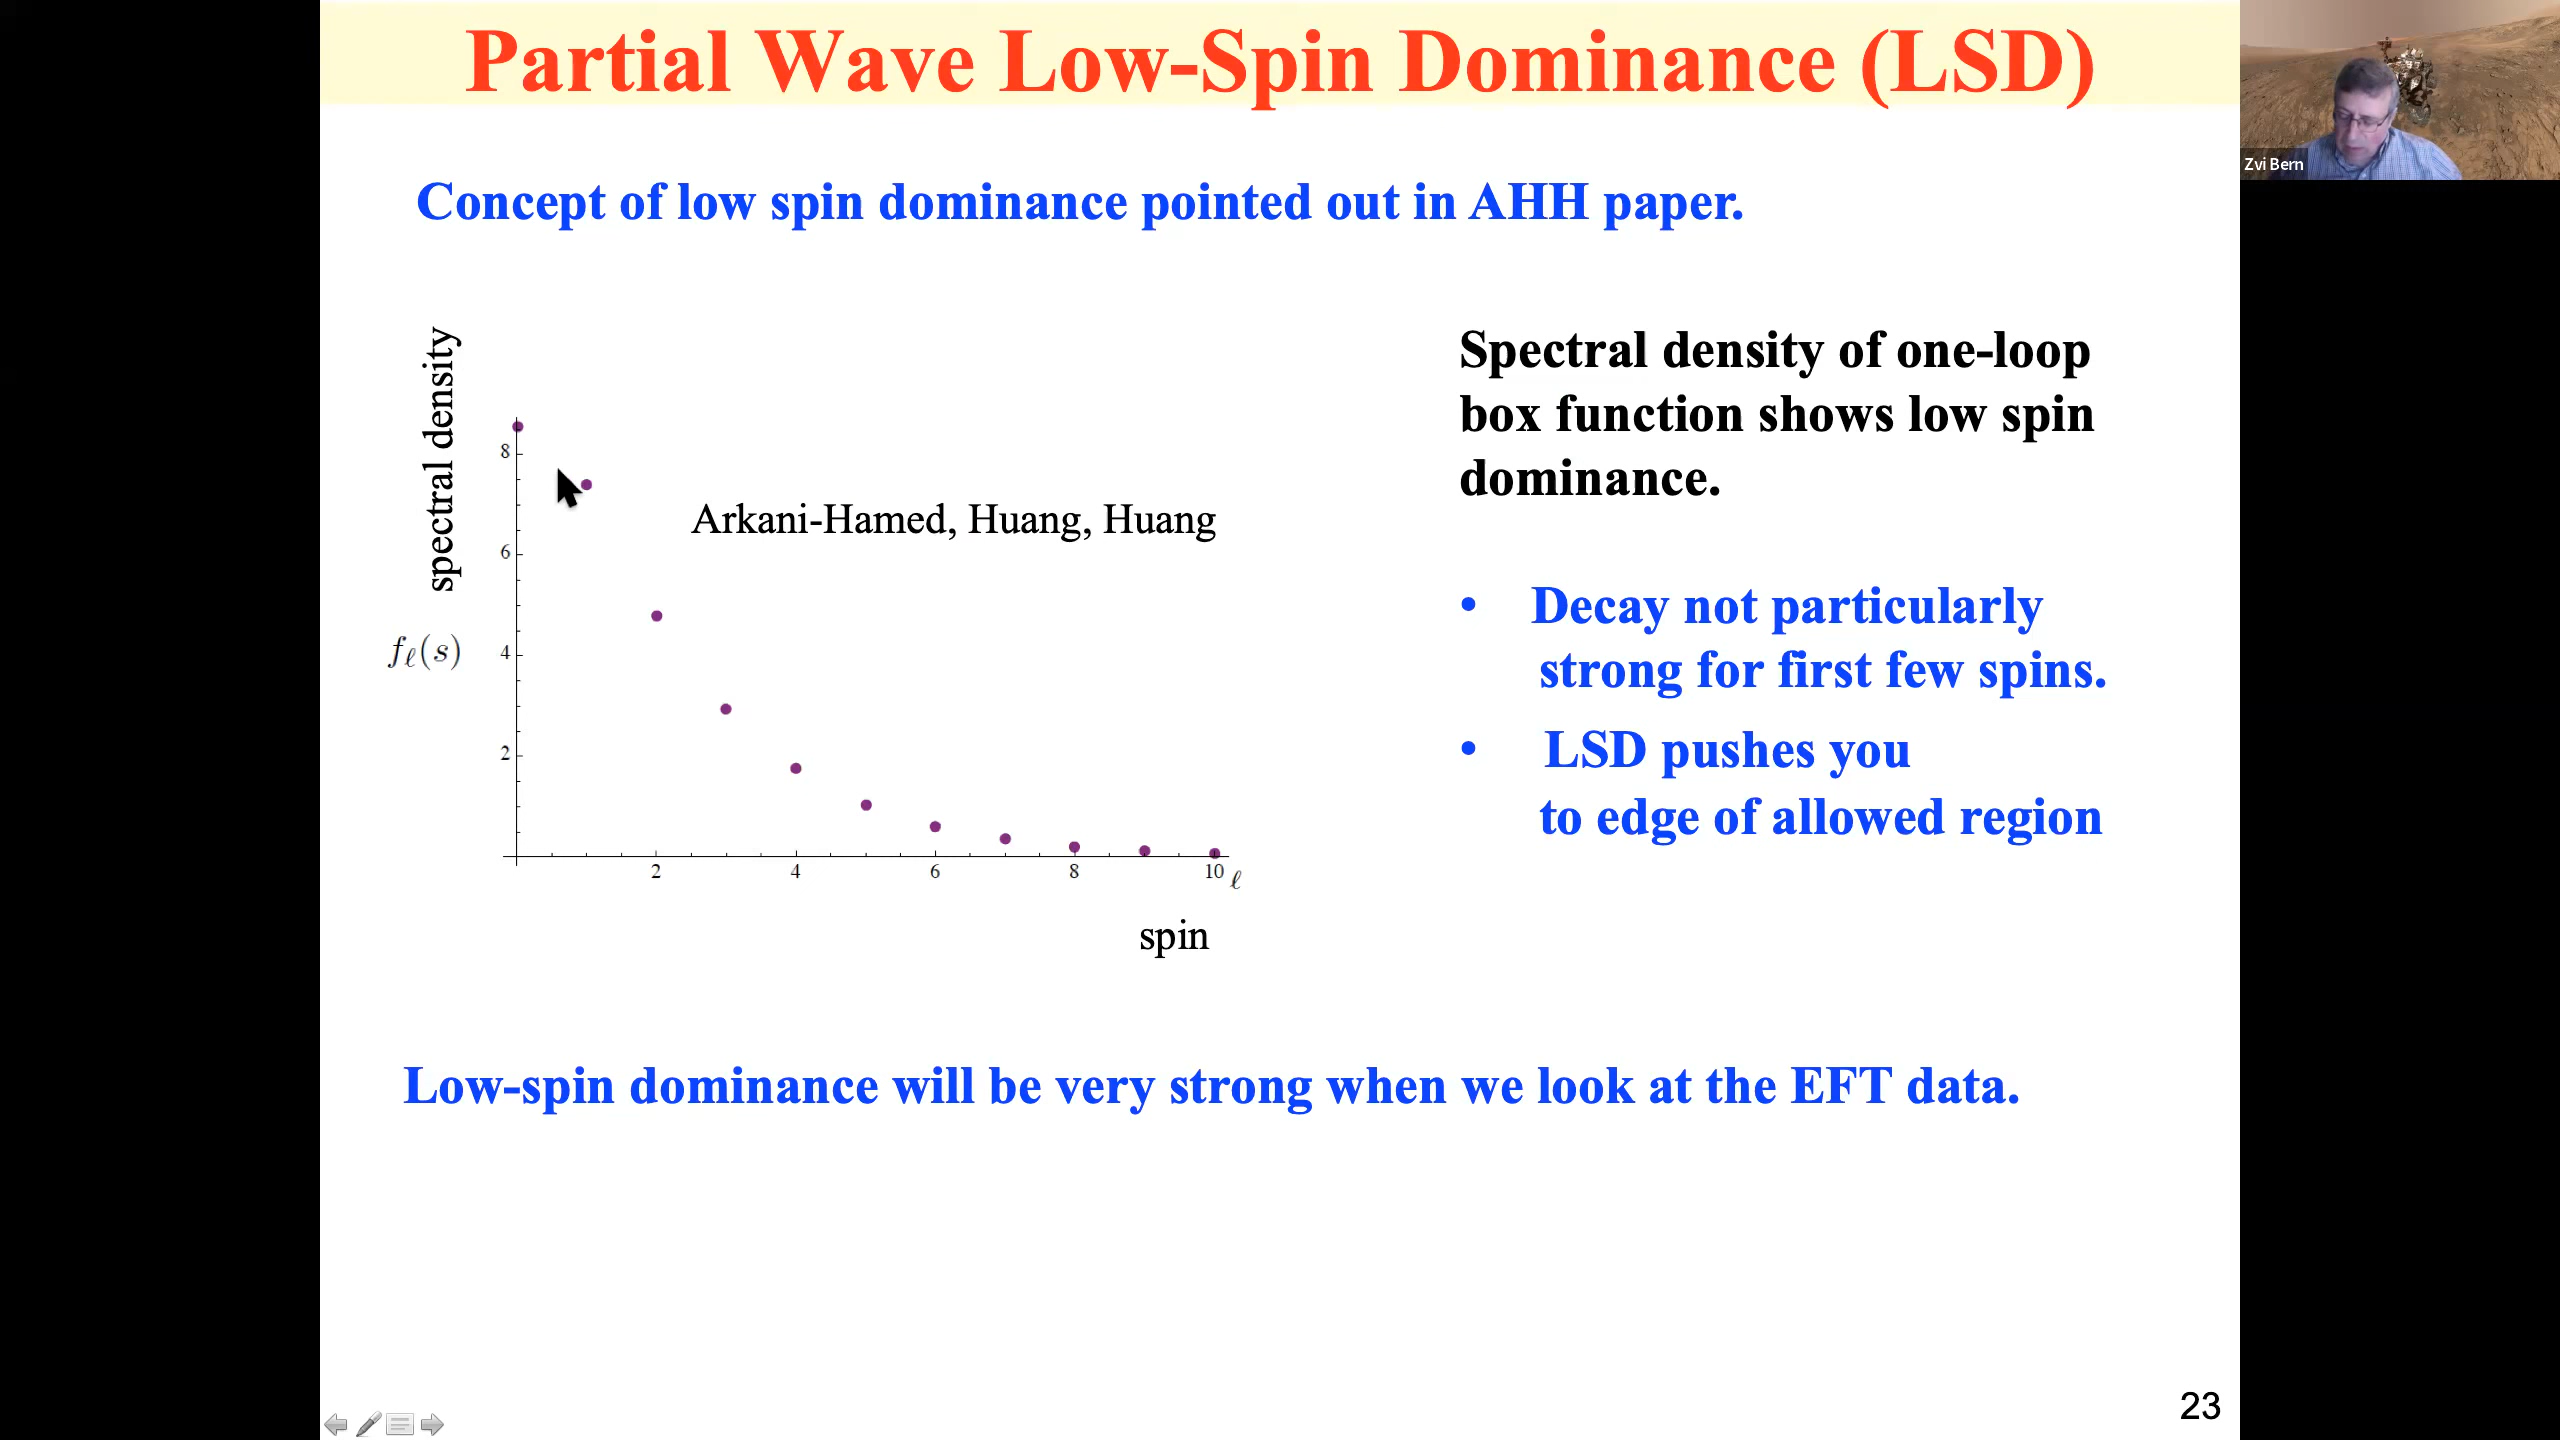 Partial Wave Low-Spin Dominance (LSD)
Zvi Bern
Concept of low spin dominance pointed out in AHH paper.
spectral density
f_ℓ(s)
8
6
4
2
Arkani-Hamed, Huang, Huang
2 4 6 8 10 ℓ
spin
Spectral density of one-loop
box function shows low spin
dominance.
• Decay not particularly
strong for first few spins.
• LSD pushes you
to edge of allowed region
Low-spin dominance will be very strong when we look at the EFT data.
23